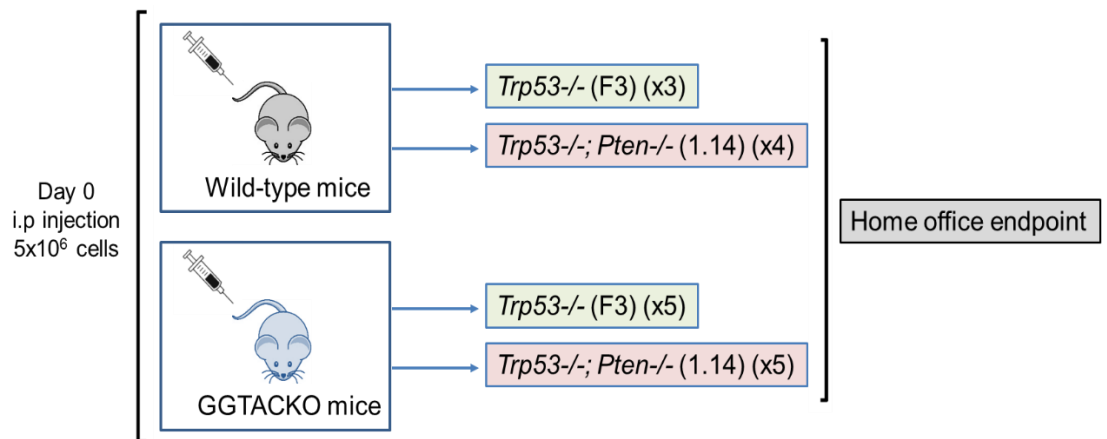 Day 0
i.p injection
5x10⁶ cells
Wild-type mice
Trp53-/- (F3) (x3)
Trp53-/-; Pten-/- (1.14) (x4)
GGTACKO mice
Trp53-/- (F3) (x5)
Trp53-/-; Pten-/- (1.14) (x5)
Home office endpoint